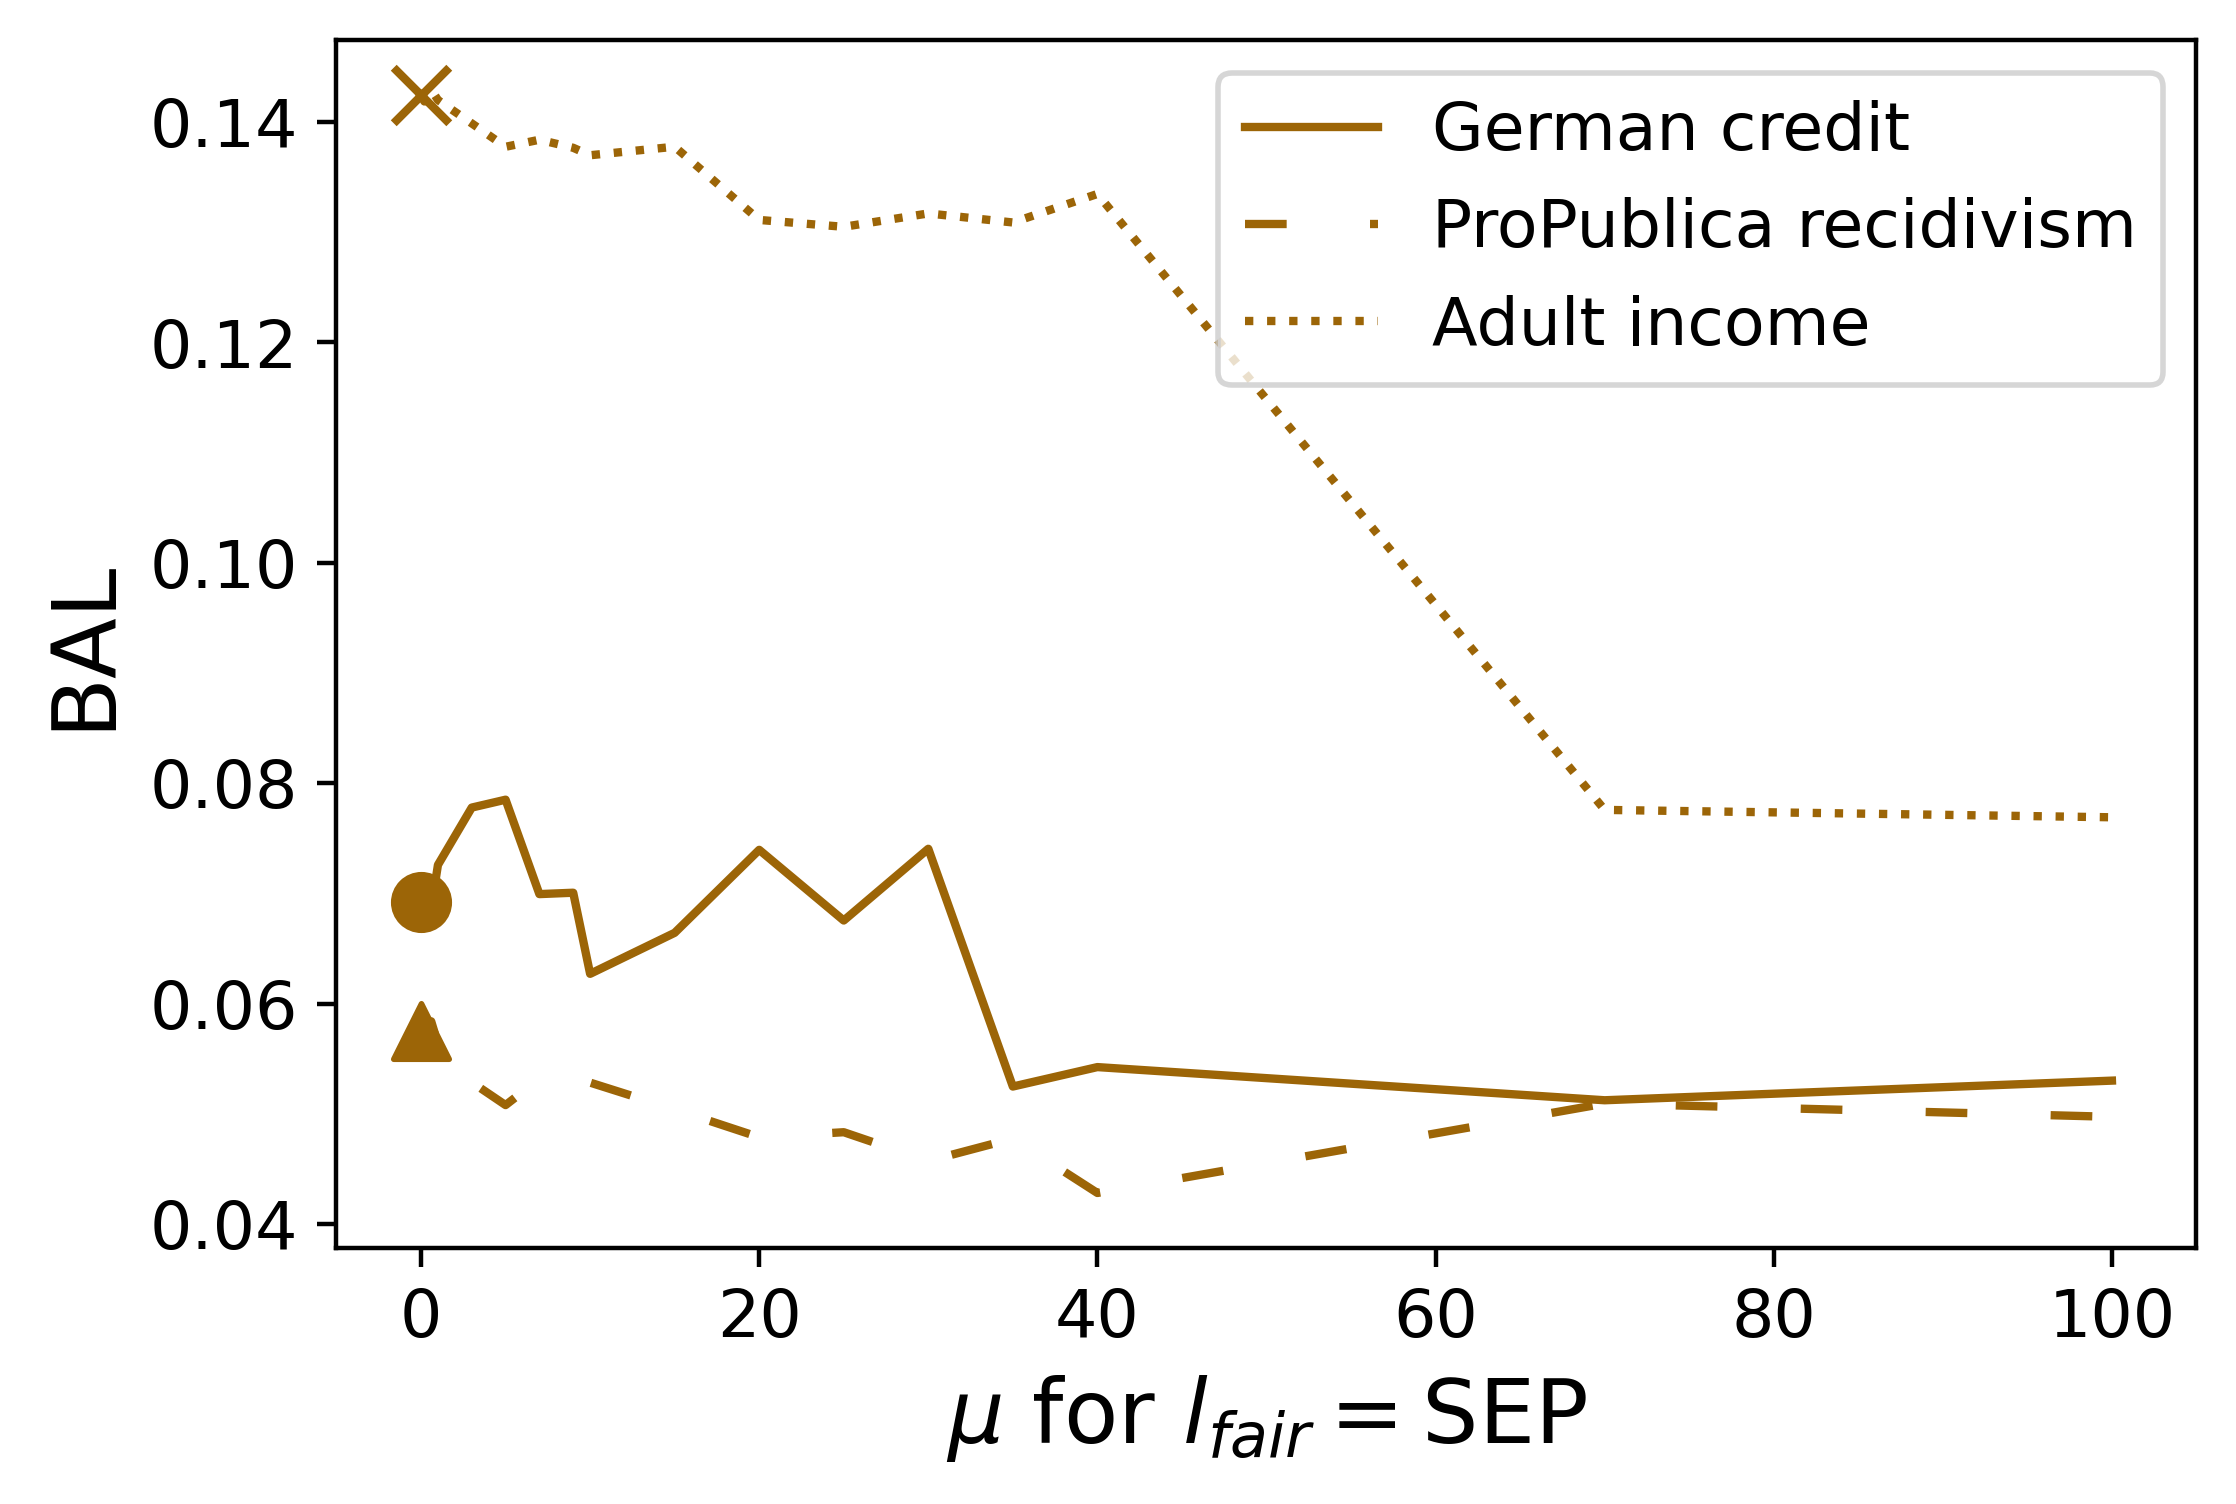 0.14
0.12
0.10
0.08
0.06
0.04
BAL
German credit
ProPublica recidivism
Adult income
0 20 40 60 80 100
μ for l_fair = SEP